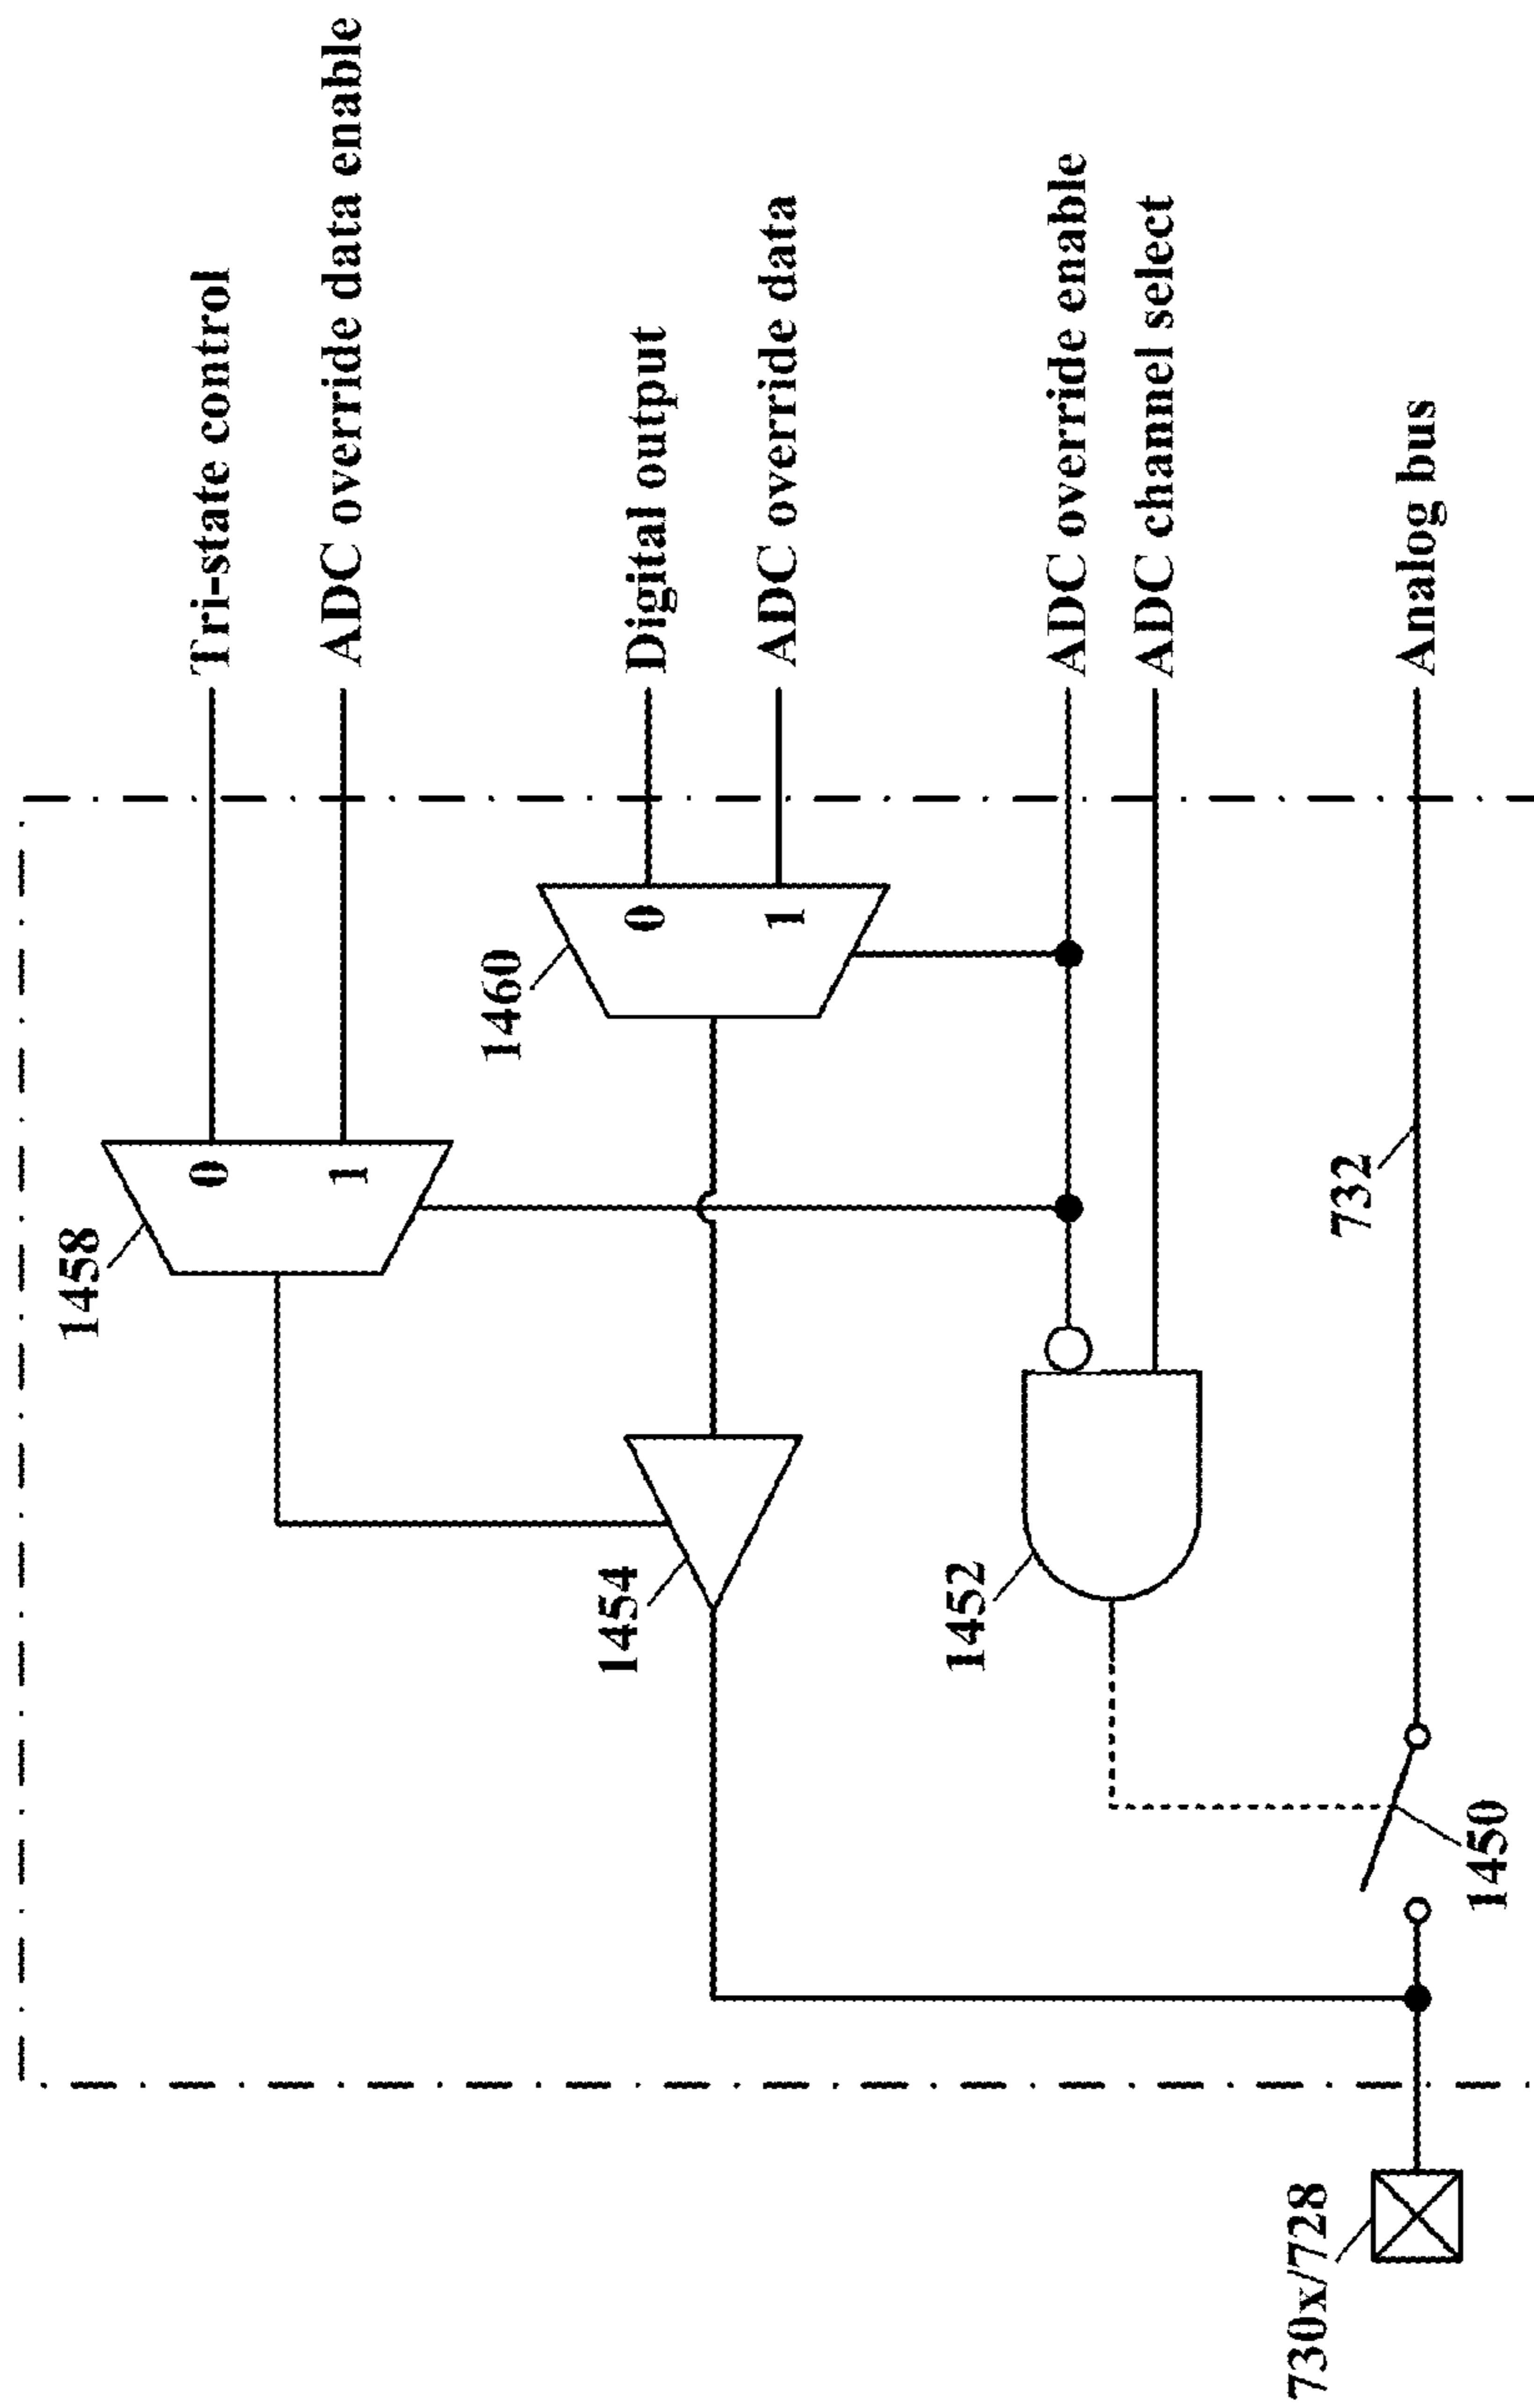 Tri-state control
ADC override data enable
Digital output
ADC override data
ADC override enable
ADC channel select
Analog bus
1458
0
1
1460
0
1
1454
1452
732
1450
730x/728